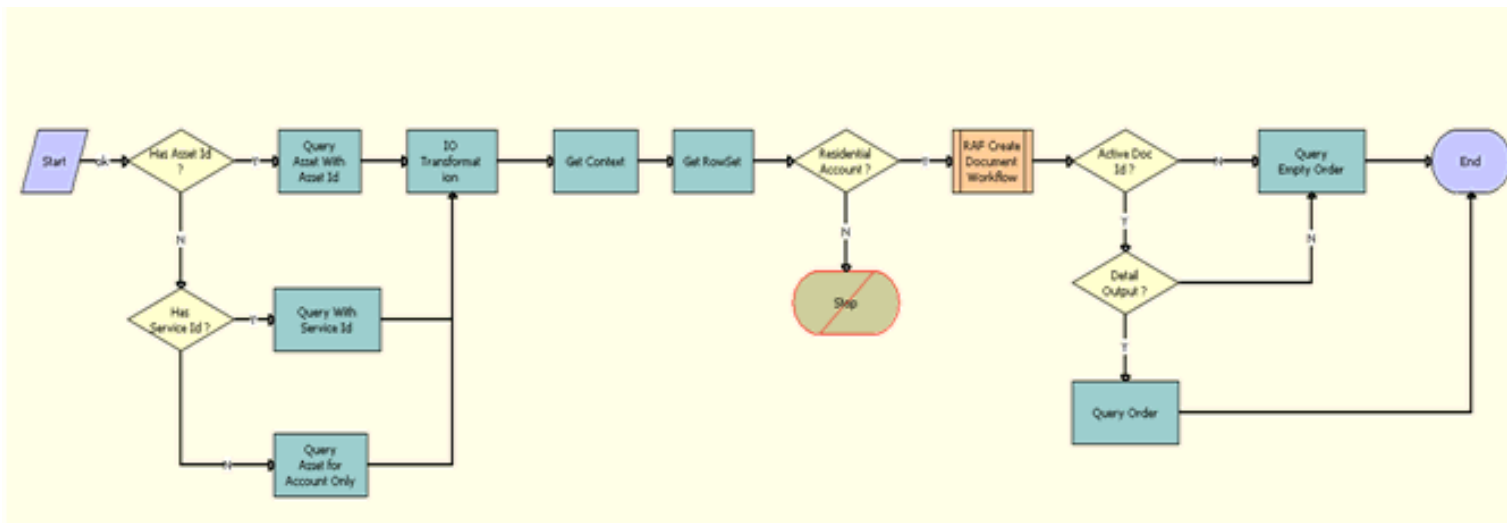 Start
ok
Has Asset Id
?
Y
Query
Asset With
Asset Id
IO
Transformat
ion
Get Context
Get RowSet
Residential
Account ?
Y
RAF Create
Document
Workflow
Active Doc
Id ?
N
Query
Empty Order
End
N
N
Y
N
Detail
Output ?
Stop
Has
Service Id ?
Y
Query With
Service Id
Y
Query Order
N
Query
Asset for
Account Only